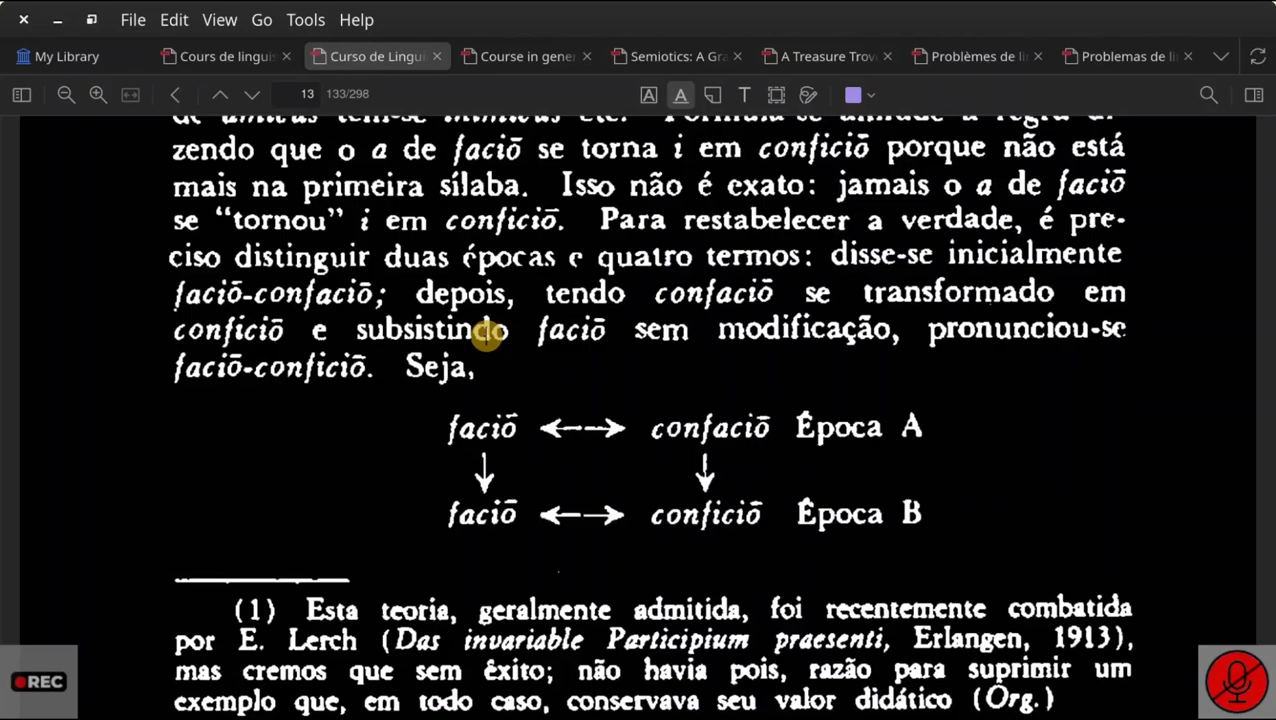 File Edit View Go Tools Help
My Library Cours de linguis Curso de Lingui Course in gener Semiotics: A Gra A Treasure Trov Problèmes de lir Problemas de lin
13 133/298
zendo que o a de faciō se torna i em conficiō porque não está
mais na primeira sílaba. Isso não é exato: jamais o a de faciō
se "tornou" i em conficiō. Para restabelecer a verdade, é pre-
ciso distinguir duas épocas e quatro termos: disse-se inicialmente
faciō-confaciō; depois, tendo confaciō se transformado em
conficiō e subsistindo faciō sem modificação, pronunciou-se
faciō-conficiō. Seja,
faciō ←→ confaciō Época A
↓ ↓
faciō ←→ conficiō Época B
(1) Esta teoria, geralmente admitida, foi recentemente combatida
por E. Lerch (Das invariable Participium praesenti, Erlangen, 1913),
mas cremos que sem êxito; não havia pois, razão para suprimir um
exemplo que, em todo caso, conservava seu valor didático (Org.)
REC